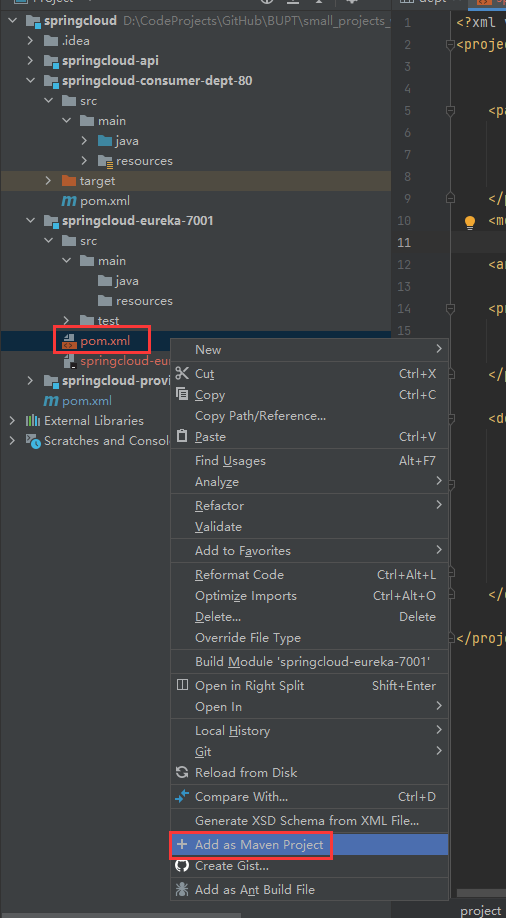 Project
springcloud D:\CodeProjects\GitHub\BUPT\small_projects_
.idea
springcloud-api
springcloud-consumer-dept-80
src
main
java
resources
target
pom.xml
springcloud-eureka-7001
src
main
java
resources
test
pom.xml
springcloud-eur
springcloud-provi
pom.xml
External Libraries
Scratches and Consol
New
Cut Ctrl+X
Copy Ctrl+C
Copy Path/Reference...
Paste Ctrl+V
Find Usages Alt+F7
Analyze
Refactor
Validate
Add to Favorites
Reformat Code Ctrl+Alt+L
Optimize Imports Ctrl+Alt+O
Delete... Delete
Override File Type
Build Module 'springcloud-eureka-7001'
Open in Right Split Shift+Enter
Open In
Local History
Git
Reload from Disk
Compare With... Ctrl+D
Generate XSD Schema from XML File...
Add as Maven Project
Create Gist...
Add as Ant Build File
dept
1 <?xml
2 <projec
3
4
5 <pa
6
7
8
9 </p
10 <mo
11
12 <ar
13
14 <pr
15
</p
<de
</d
</proje
project